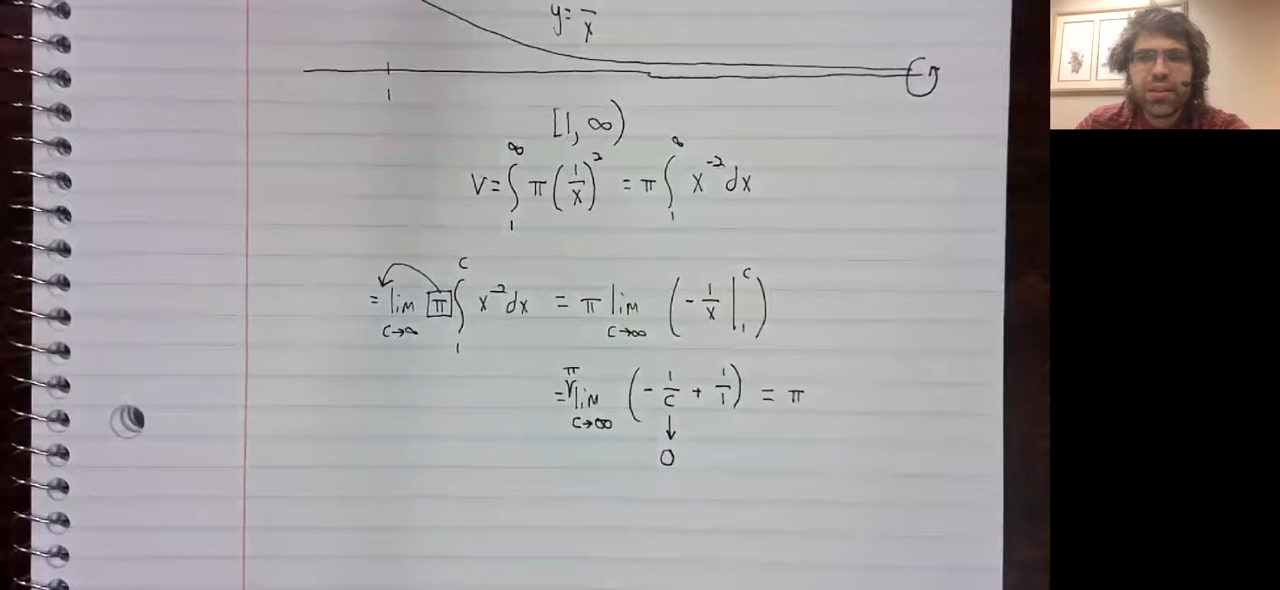 y = 1/x
1
[1, ∞)
V = ∫₁^∞ π (1/x)² = π ∫₁^∞ x⁻² dx
= lim_{c→∞} π ∫₁^c x⁻² dx = π lim_{c→∞} (-1/x |₁^c)
= π lim_{c→∞} (-1/c + 1/1) = π
↓
0